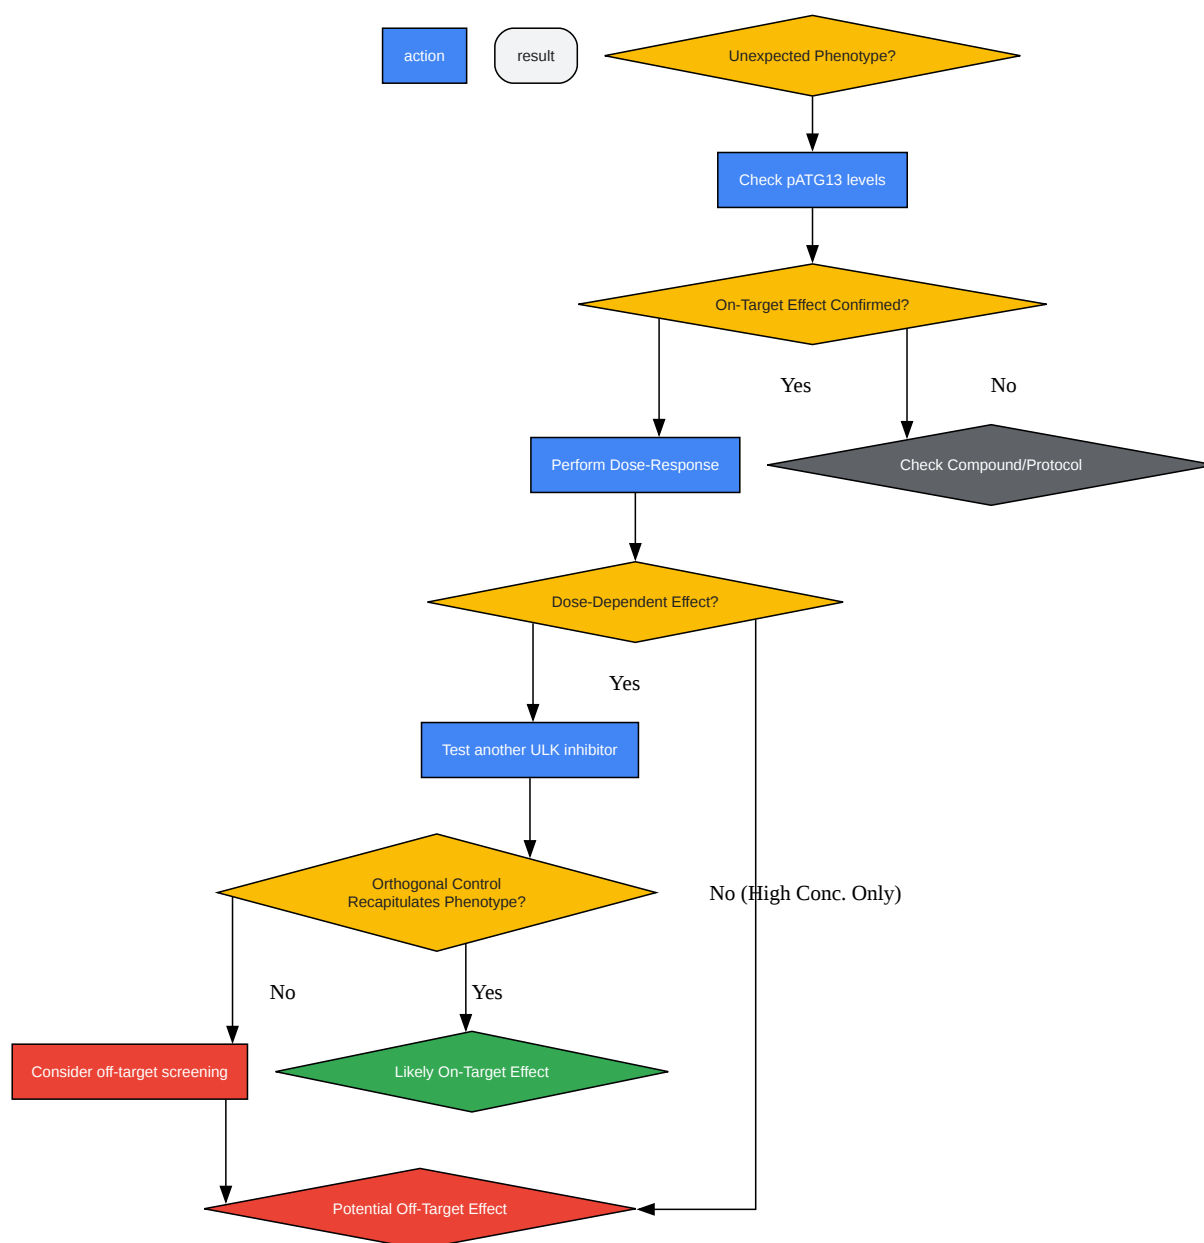 action
result
Unexpected Phenotype?
Check pATG13 levels
On-Target Effect Confirmed?
Yes
No
Perform Dose-Response
Check Compound/Protocol
Dose-Dependent Effect?
Yes
Test another ULK inhibitor
Orthogonal Control
Recapitulates Phenotype?
No (High Conc. Only)
No
Yes
Consider off-target screening
Likely On-Target Effect
Potential Off-Target Effect